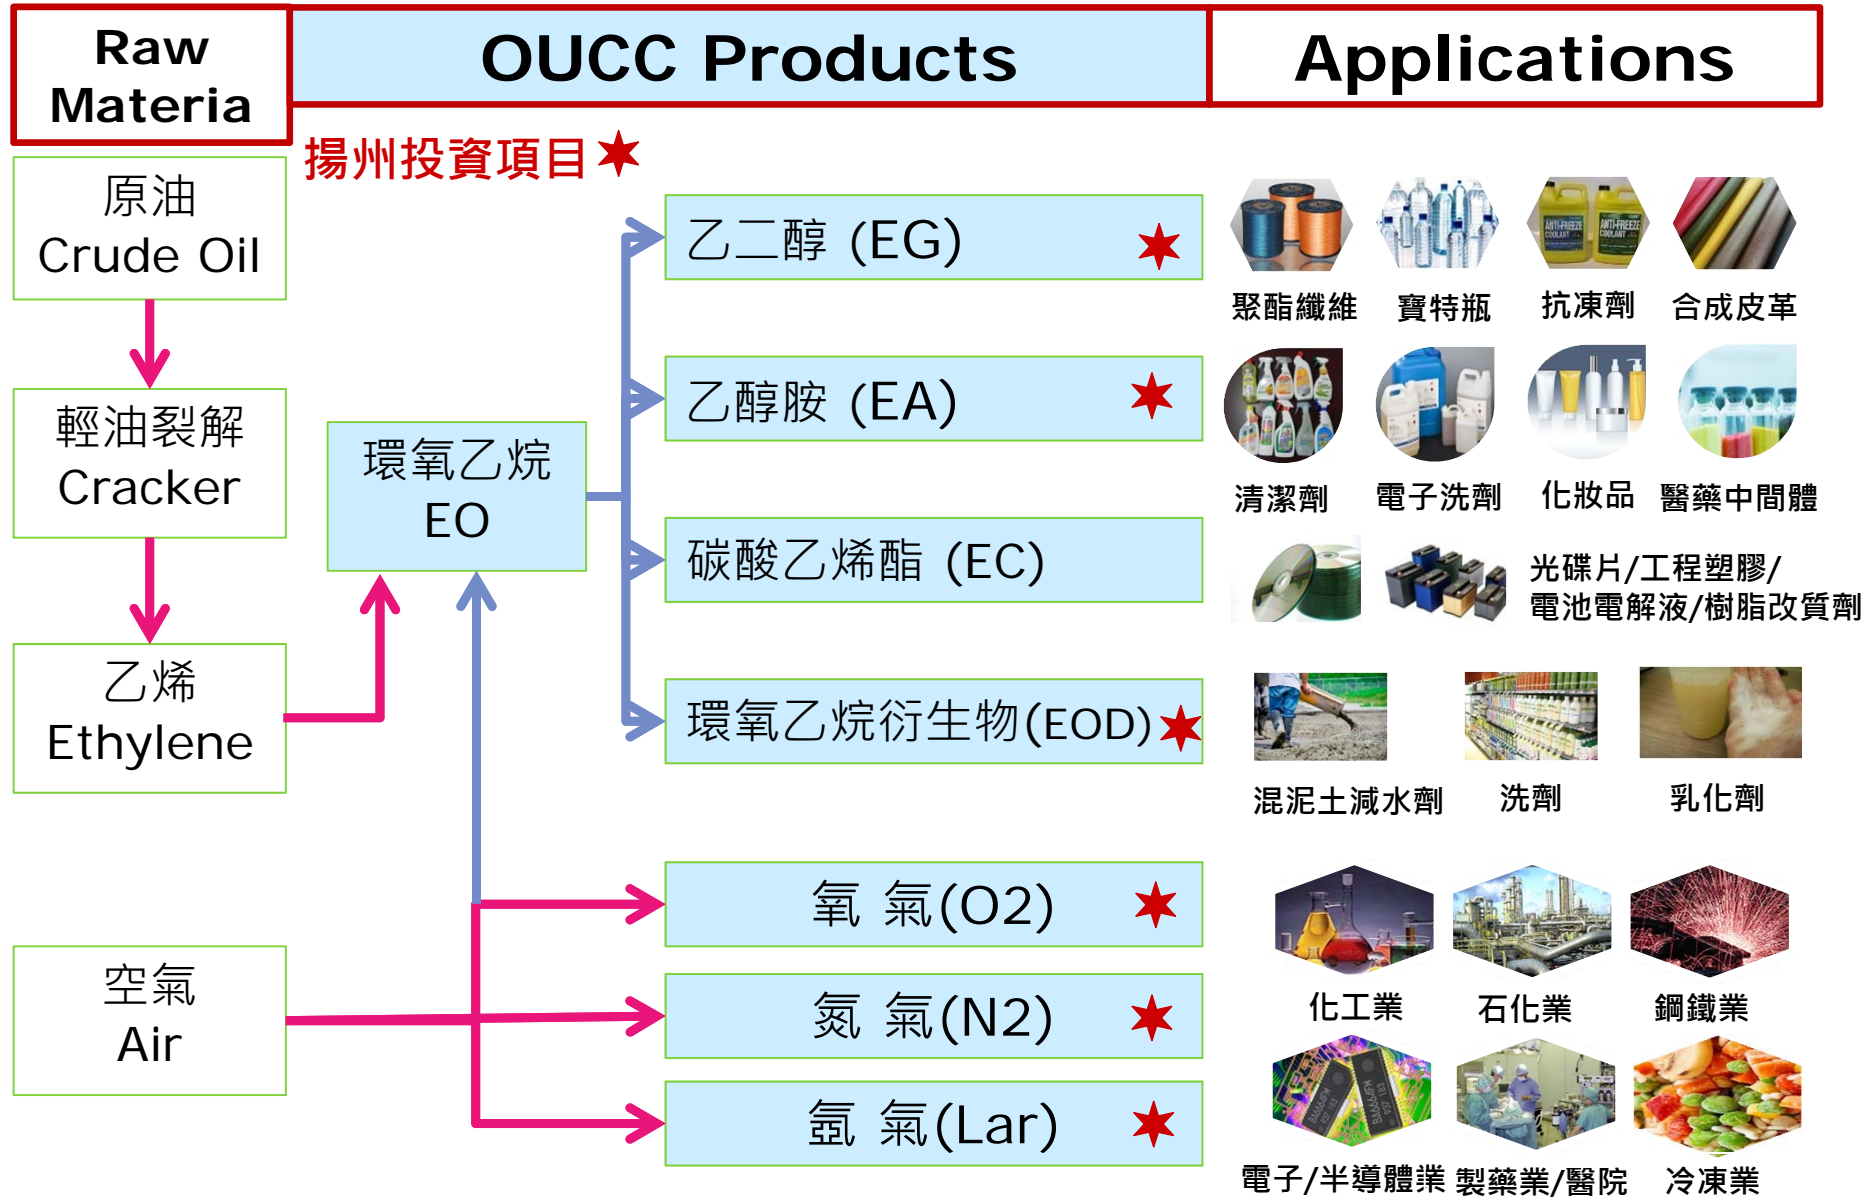 Raw
Materia
OUCC Products
Applications
揚州投資項目
原油
Crude Oil
輕油裂解
Cracker
乙烯
Ethylene
空氣
Air
環氧乙烷
EO
乙二醇 (EG)
乙醇胺 (EA)
碳酸乙烯酯 (EC)
環氧乙烷衍生物(EOD)
氧 氣(O2)
氮 氣(N2)
氬 氣(Lar)
ANTI-FREEZE
COOLANT
ANTI-FREEZE
COOLANT
聚酯纖維
寶特瓶
抗凍劑
合成皮革
清潔劑
電子洗劑
化妝品
醫藥中間體
光碟片/工程塑膠/
電池電解液/樹脂改質劑
混泥土減水劑
洗劑
乳化劑
化工業
石化業
鋼鐵業
電子/半導體業
製藥業/醫院
冷凍業